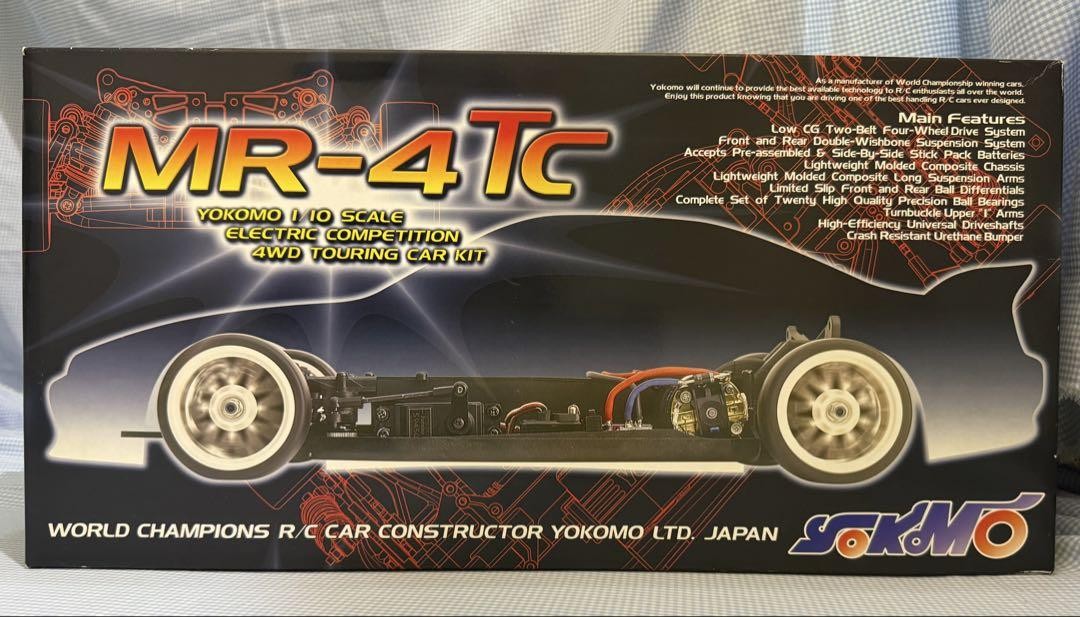 As a manufacturer of World Championship winning cars,
Yokomo will continue to provide the best available technology to R/C enthusiasts all over the world.
Enjoy this product knowing that you are driving one of the best handling R/C cars ever designed.
MR-4TC
YOKOMO 1/10 SCALE
ELECTRIC COMPETITION
4WD TOURING CAR KIT
Main Features
Low CG Two-Belt Four-Wheel Drive System
Front and Rear Double-Wishbone Suspension System
Accepts Pre-assembled & Side-By-Side Stick Pack Batteries
Lightweight Molded Composite Chassis
Lightweight Molded Composite Long Suspension Arms
Limited Slip Front and Rear Ball Differentials
Complete Set of Twenty High Quality Precision Ball Bearings
Turnbuckle Upper "I" Arms
High-Efficiency Universal Driveshafts
Crash Resistant Urethane Bumper
WORLD CHAMPIONS R/C CAR CONSTRUCTOR YOKOMO LTD. JAPAN
YOKOMO